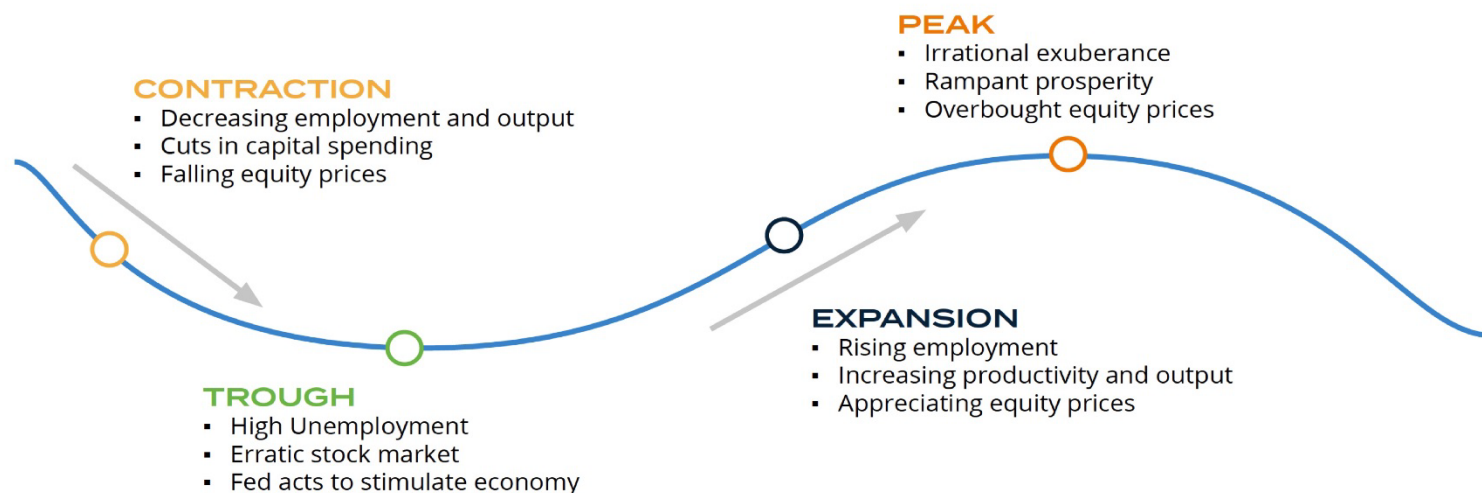 CONTRACTION
▪ Decreasing employment and output
▪ Cuts in capital spending
▪ Falling equity prices
TROUGH
▪ High Unemployment
▪ Erratic stock market
▪ Fed acts to stimulate economy
EXPANSION
▪ Rising employment
▪ Increasing productivity and output
▪ Appreciating equity prices
PEAK
▪ Irrational exuberance
▪ Rampant prosperity
▪ Overbought equity prices